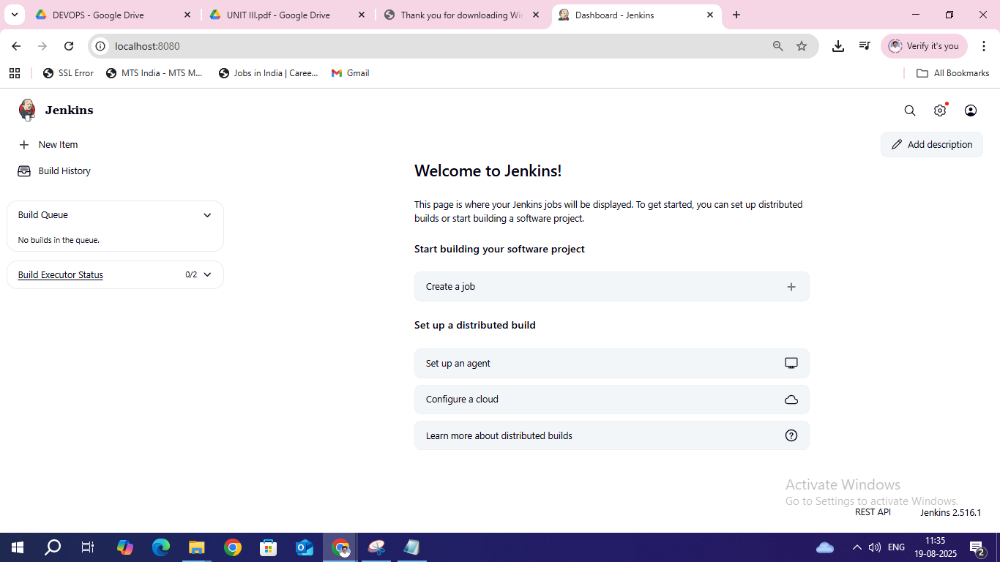 DEVOPS - Google Drive
UNIT III.pdf - Google Drive
Thank you for downloading Wir
Dashboard - Jenkins
localhost:8080
Verify it's you
SSL Error
MTS India - MTS M...
Jobs in India | Caree...
Gmail
All Bookmarks
Jenkins
New Item
Add description
Build History
Welcome to Jenkins!
This page is where your Jenkins jobs will be displayed. To get started, you can set up distributed
builds or start building a software project.
Build Queue
No builds in the queue.
Start building your software project
Build Executor Status
0/2
Create a job
Set up a distributed build
Set up an agent
Configure a cloud
Learn more about distributed builds
Activate Windows
Go to Settings to activate Windows.
REST API
Jenkins 2.516.1
ENG
11:35
19-08-2025
2